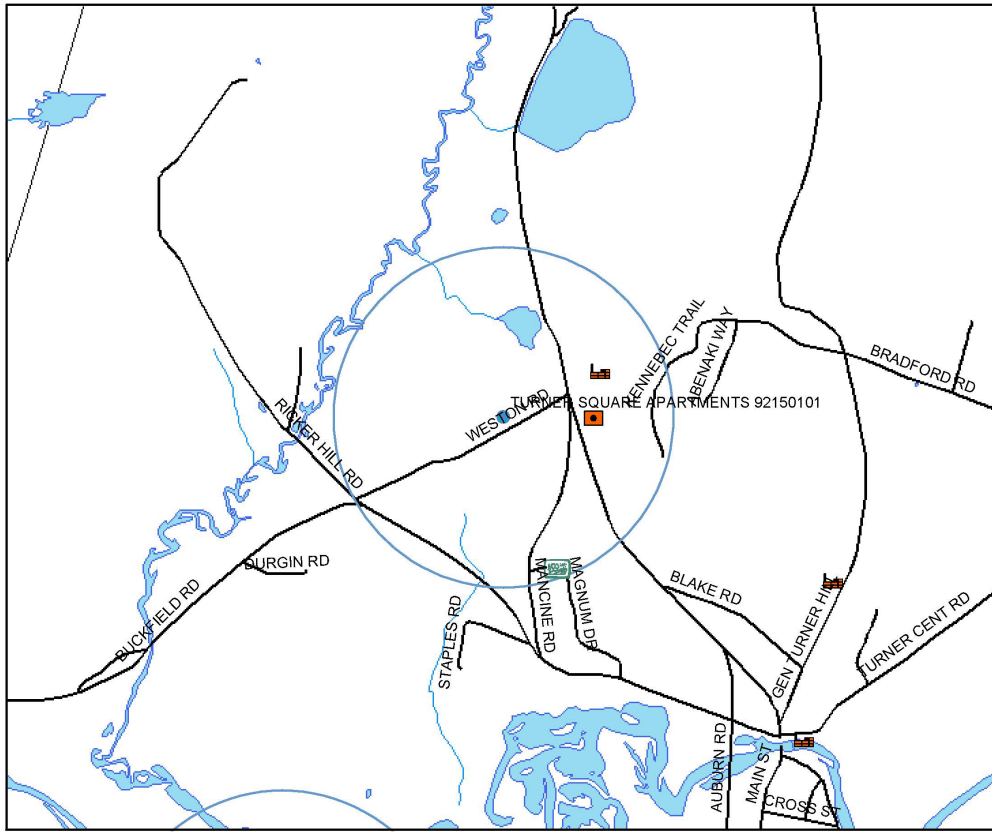 KENNEBEC TRAIL
ABENAKI WAY
BRADFORD RD
TURNER SQUARE APARTMENTS 92150101
WESTON RD
RICKER HILL RD
DURGIN RD
BUCKFIELD RD
STAPLES RD
MANCINE RD
MAGNUM DR
BLAKE RD
GEN TURNER HILL
TURNER CENT RD
AUBURN RD
MAIN ST
CROSS ST